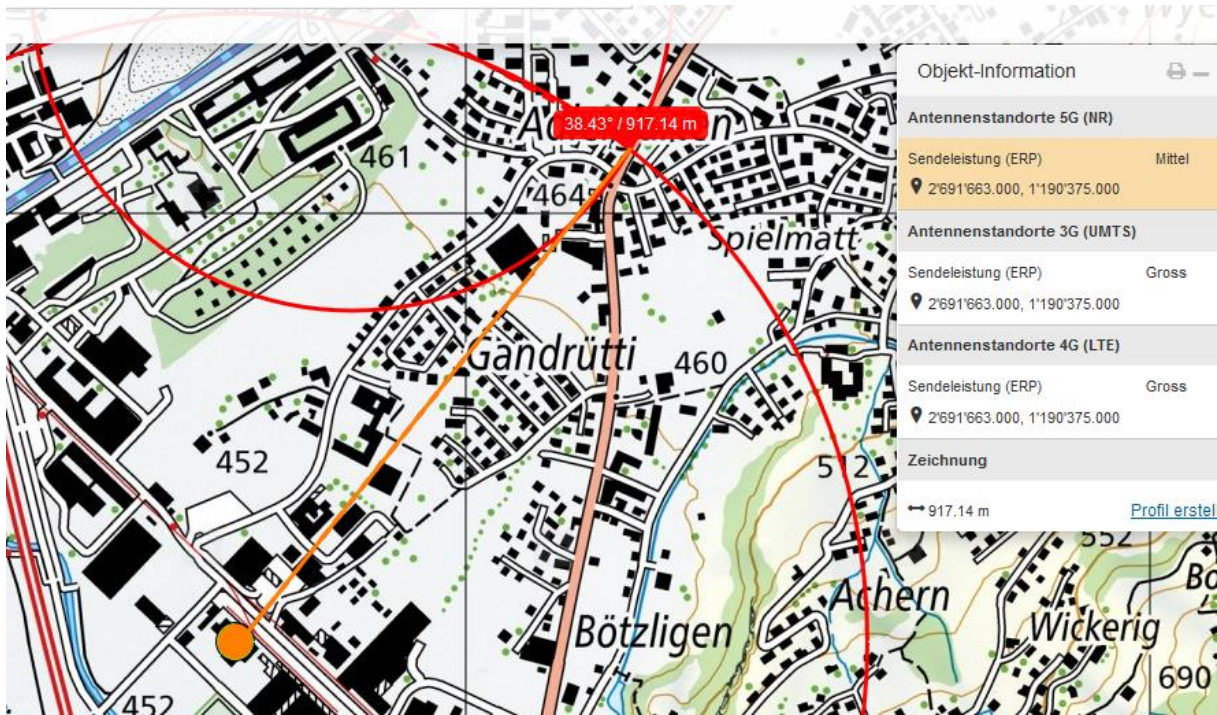 Objekt-Information
Antennenstandorte 5G (NR)
Sendeleistung (ERP) Mittel
2'691'663.000, 1'190'375.000
Antennenstandorte 3G (UMTS)
Sendeleistung (ERP) Gross
2'691'663.000, 1'190'375.000
Antennenstandorte 4G (LTE)
Sendeleistung (ERP) Gross
2'691'663.000, 1'190'375.000
Zeichnung
917.14 m Profil erstel
38.43° / 917.14 m
461
464
Spielmatt
Gandrütti
460
452
512
552
Achern
Bötzligen
Wickerig
690
452